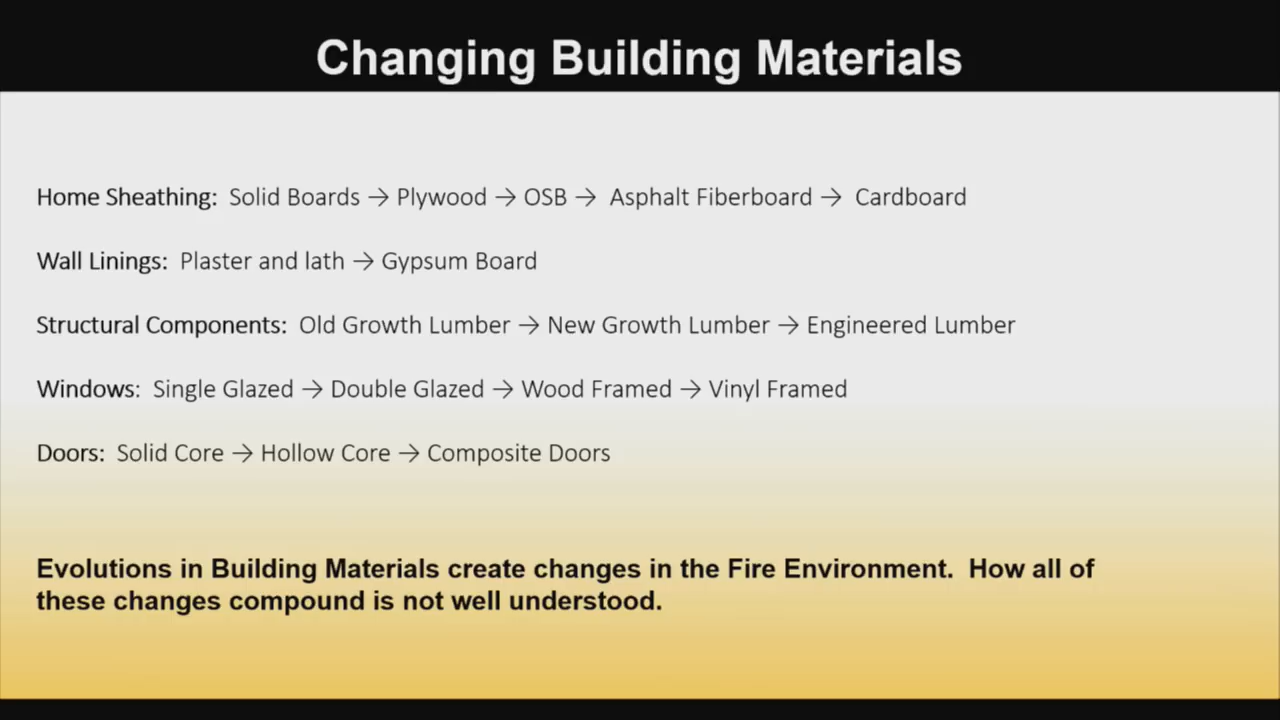 Changing Building Materials
Home Sheathing: Solid Boards → Plywood → OSB → Asphalt Fiberboard → Cardboard
Wall Linings: Plaster and lath → Gypsum Board
Structural Components: Old Growth Lumber → New Growth Lumber → Engineered Lumber
Windows: Single Glazed → Double Glazed → Wood Framed → Vinyl Framed
Doors: Solid Core → Hollow Core → Composite Doors
Evolutions in Building Materials create changes in the Fire Environment. How all of
these changes compound is not well understood.